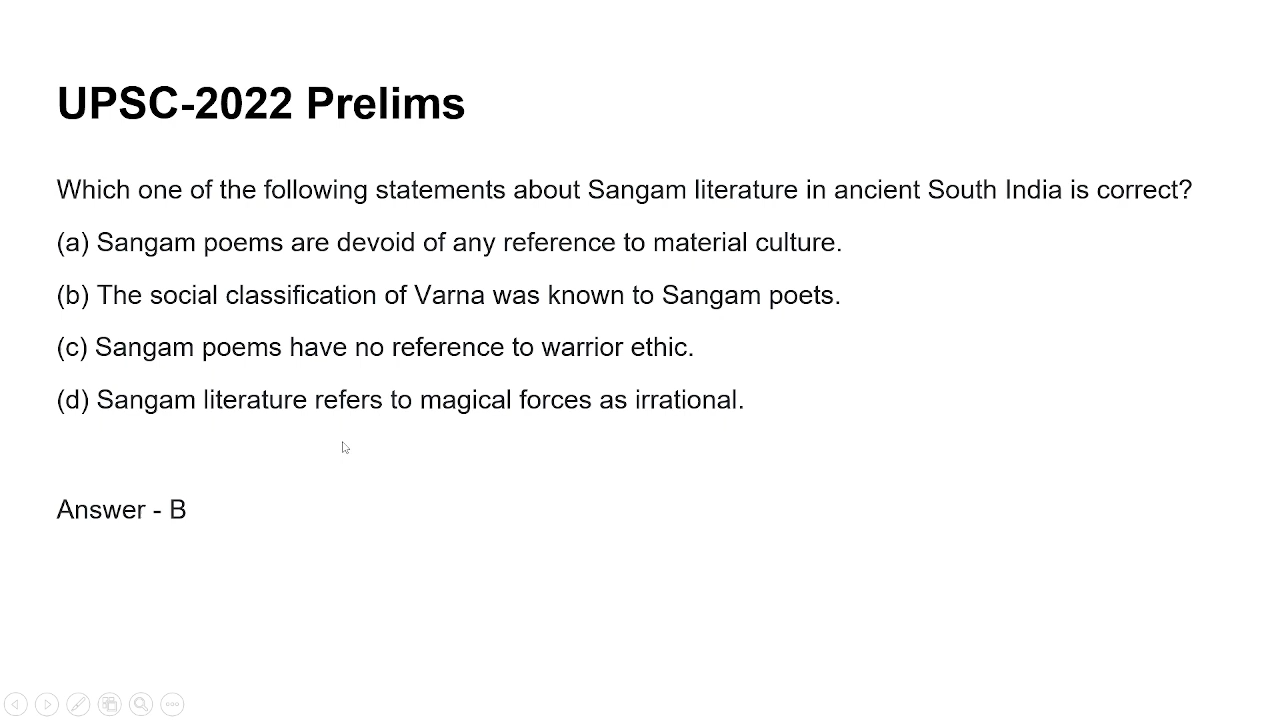 UPSC-2022 Prelims
Which one of the following statements about Sangam literature in ancient South India is correct?
(a) Sangam poems are devoid of any reference to material culture.
(b) The social classification of Varna was known to Sangam poets.
(c) Sangam poems have no reference to warrior ethic.
(d) Sangam literature refers to magical forces as irrational.
Answer - B